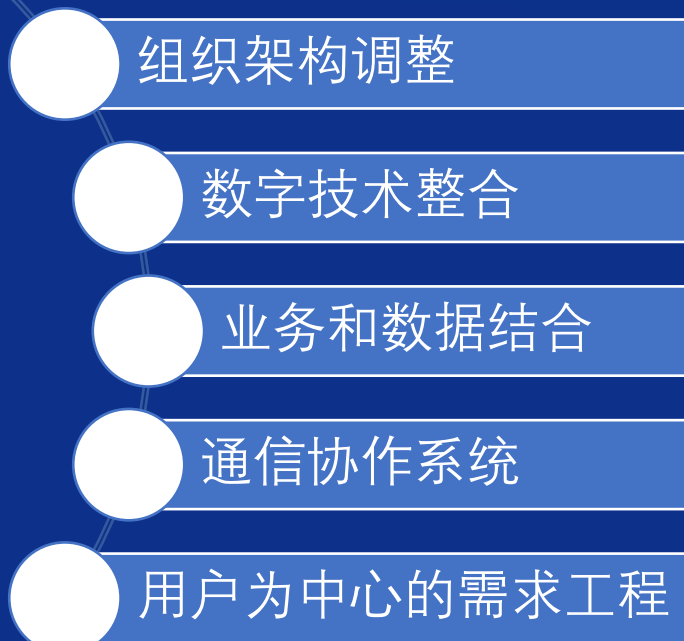 组织架构调整
数字技术整合
业务和数据结合
通信协作系统
用户为中心的需求工程